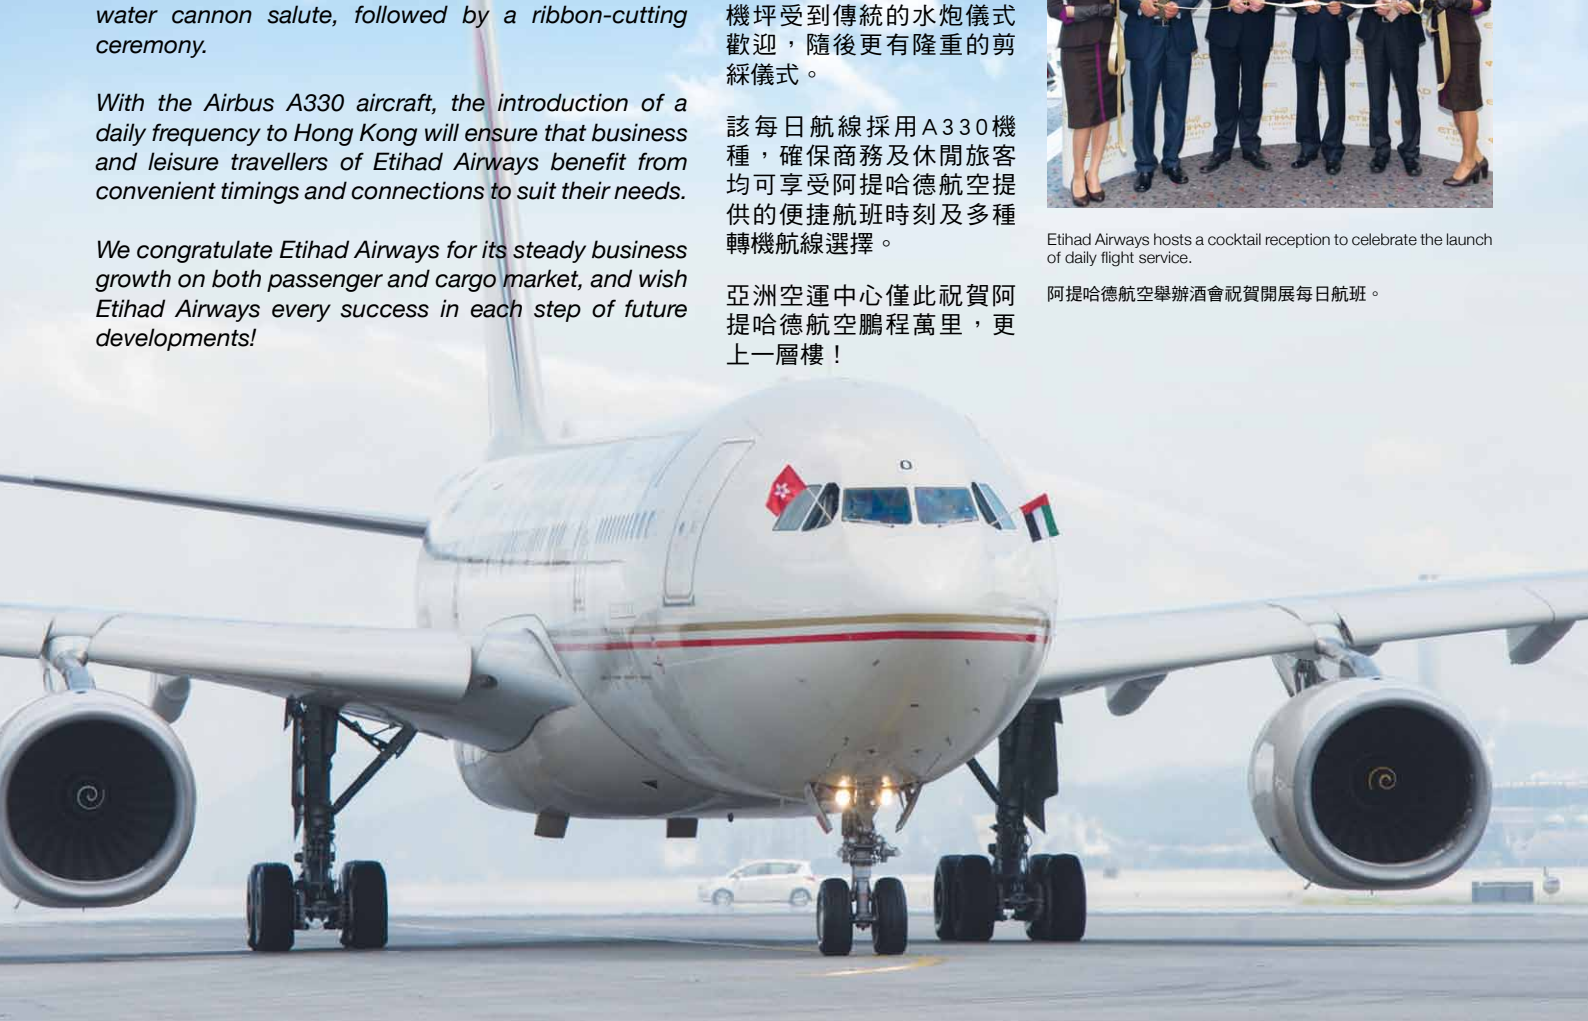 water cannon salute, followed by a ribbon-cutting
ceremony.
With the Airbus A330 aircraft, the introduction of a
daily frequency to Hong Kong will ensure that business
and leisure travellers of Etihad Airways benefit from
convenient timings and connections to suit their needs.
We congratulate Etihad Airways for its steady business
growth on both passenger and cargo market, and wish
Etihad Airways every success in each step of future
developments!
機坪受到傳統的水炮儀式
歡迎，隨後更有隆重的剪
綵儀式。
該每日航線採用A330機
種，確保商務及休閒旅客
均可享受阿提哈德航空提
供的便捷航班時刻及多種
轉機航線選擇。
亞洲空運中心僅此祝賀阿
提哈德航空鵬程萬里，更
上一層樓！
ETIHAD
Etihad Airways hosts a cocktail reception to celebrate the launch
of daily flight service.
阿提哈德航空舉辦酒會祝賀開展每日航班。